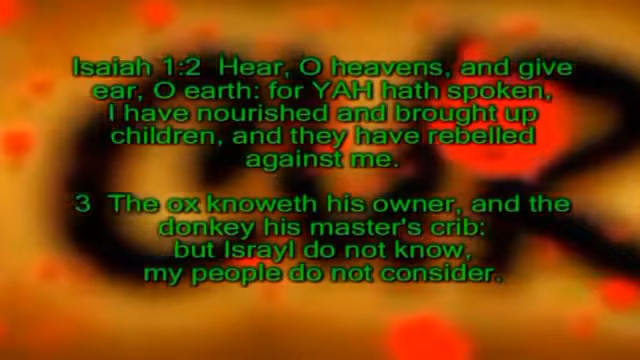 Isaiah 1:2 Hear, O heavens, and give
ear, O earth: for YAH hath spoken,
I have nourished and brought up
children, and they have rebelled
against me.
3 The ox knoweth his owner, and the
donkey his master's crib:
but Israyl do not know,
my people do not consider.